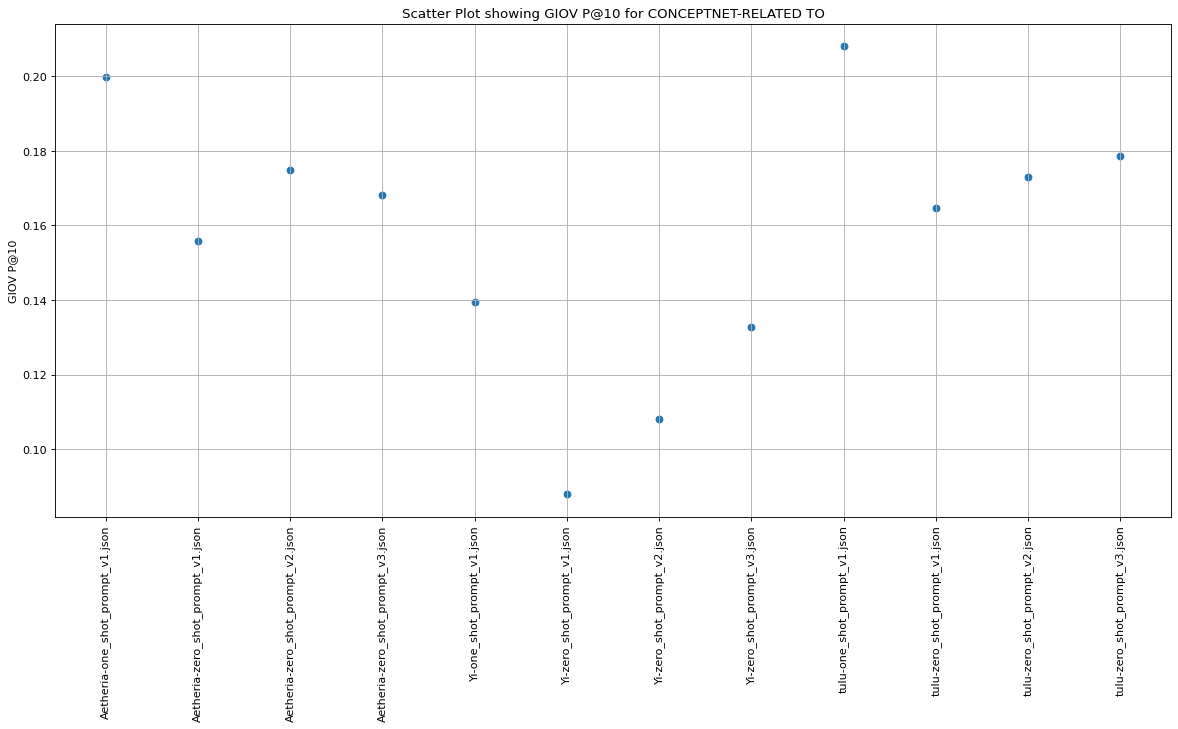 Scatter Plot showing GIOV P@10 for CONCEPTNET-RELATED TO
GIOV P@10
0.20
0.18
0.16
0.14
0.12
0.10
Aetheria-one_shot_prompt_v1.json
Aetheria-zero_shot_prompt_v1.json
Aetheria-zero_shot_prompt_v2.json
Aetheria-zero_shot_prompt_v3.json
Yi-one_shot_prompt_v1.json
Yi-zero_shot_prompt_v1.json
Yi-zero_shot_prompt_v2.json
Yi-zero_shot_prompt_v3.json
tulu-one_shot_prompt_v1.json
tulu-zero_shot_prompt_v1.json
tulu-zero_shot_prompt_v2.json
tulu-zero_shot_prompt_v3.json